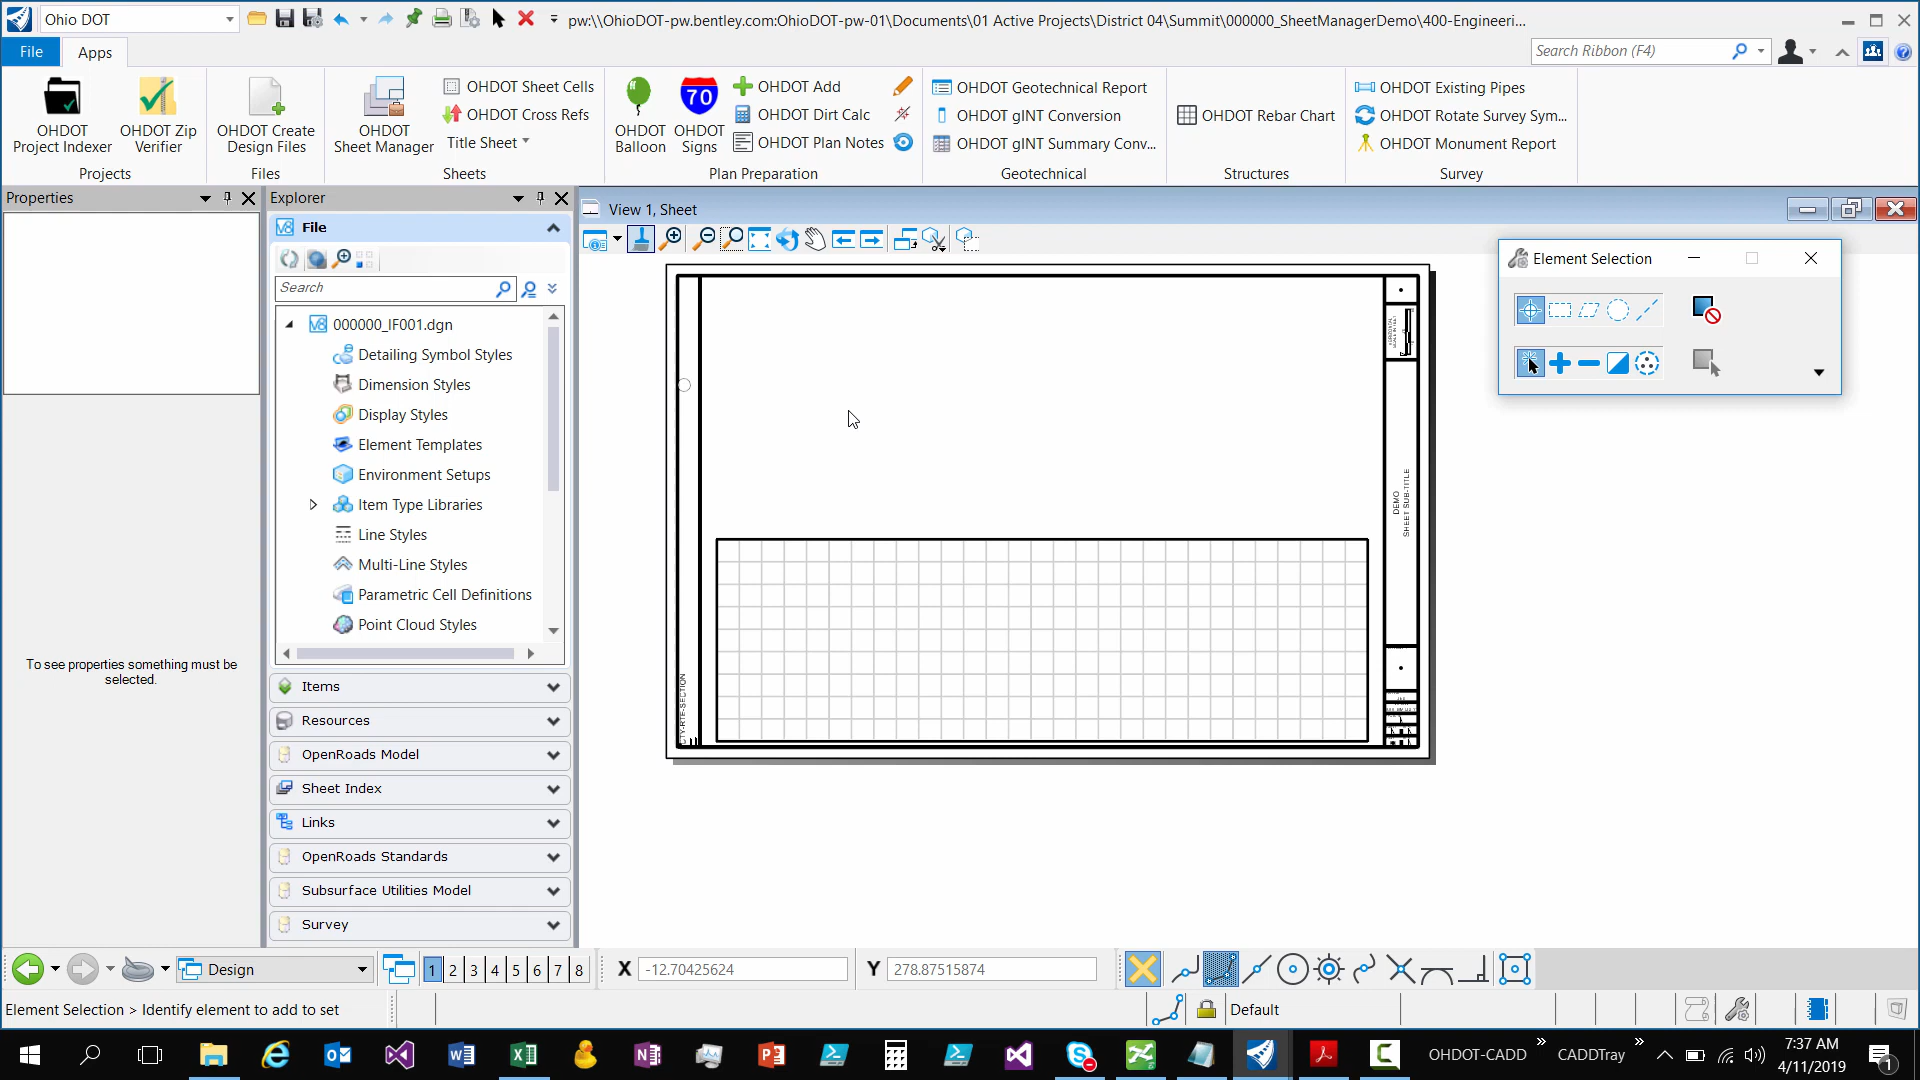 Ohio DOT
pw:\\OhioDOT-pw.bentley.com:OhioDOT-pw-01\Documents\01 Active Projects\District 04\Summit\000000_SheetManagerDemo\400-Engineeri...
File
Apps
Search Ribbon (F4)
OHDOT Project Indexer
OHDOT Zip Verifier
Projects
OHDOT Create Design Files
Files
OHDOT Sheet Manager
OHDOT Sheet Cells
OHDOT Cross Refs
Title Sheet
Sheets
OHDOT Balloon
70
OHDOT Signs
OHDOT Add
OHDOT Dirt Calc
OHDOT Plan Notes
Plan Preparation
OHDOT Geotechnical Report
OHDOT gINT Conversion
OHDOT gINT Summary Conv...
Geotechnical
OHDOT Rebar Chart
Structures
OHDOT Existing Pipes
OHDOT Rotate Survey Sym...
OHDOT Monument Report
Survey
Properties
To see properties something must be
selected.
Explorer
File
Search
000000_IF001.dgn
Detailing Symbol Styles
Dimension Styles
Display Styles
Element Templates
Environment Setups
Item Type Libraries
Line Styles
Multi-Line Styles
Parametric Cell Definitions
Point Cloud Styles
Items
Resources
OpenRoads Model
Sheet Index
Links
OpenRoads Standards
Subsurface Utilities Model
Survey
View 1, Sheet
DEMO
SHEET SUB-TITLE
CTY-RTE-SECTION
Element Selection
Design
1 2 3 4 5 6 7 8
X -12.70425624
Y 278.87515874
Element Selection > Identify element to add to set
Default
OHDOT-CADD
CADDTray
7:37 AM
4/11/2019
1